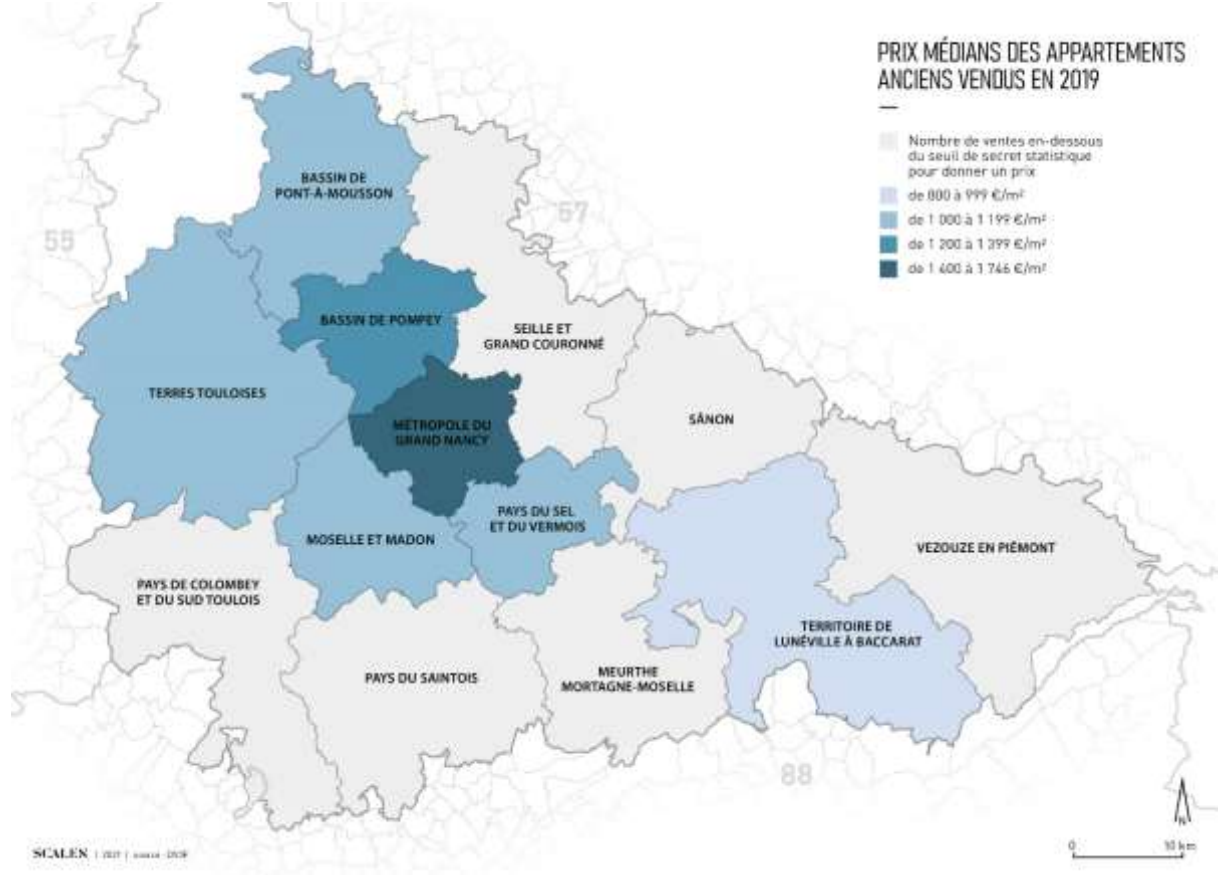 PRIX MÉDIANS DES APPARTEMENTS
ANCIENS VENDUS EN 2019
Nombre de ventes en-dessous
du seuil de secret statistique
pour donner un prix
de 800 à 999 €/m²
de 1 000 à 1 199 €/m²
de 1 200 à 1 399 €/m²
de 1 400 à 1 746 €/m²
BASSIN DE
PONT-À-MOUSSON
57
55
BASSIN DE POMPEY
SEILLE ET
GRAND COURONNÉ
TERRES TOULOISES
SÂNON
MÉTROPOLE DU
GRAND NANCY
PAYS DU SEL
ET DU VERMOIS
MOSELLE ET MADON
VEZOUZE EN PIÉMONT
PAYS DE COLOMBEY
ET DU SUD TOULOIS
TERRITOIRE DE
LUNÉVILLE À BACCARAT
PAYS DU SAINTOIS
MEURTHE
MORTAGNE-MOSELLE
88
N
0 10 km
SCALEN